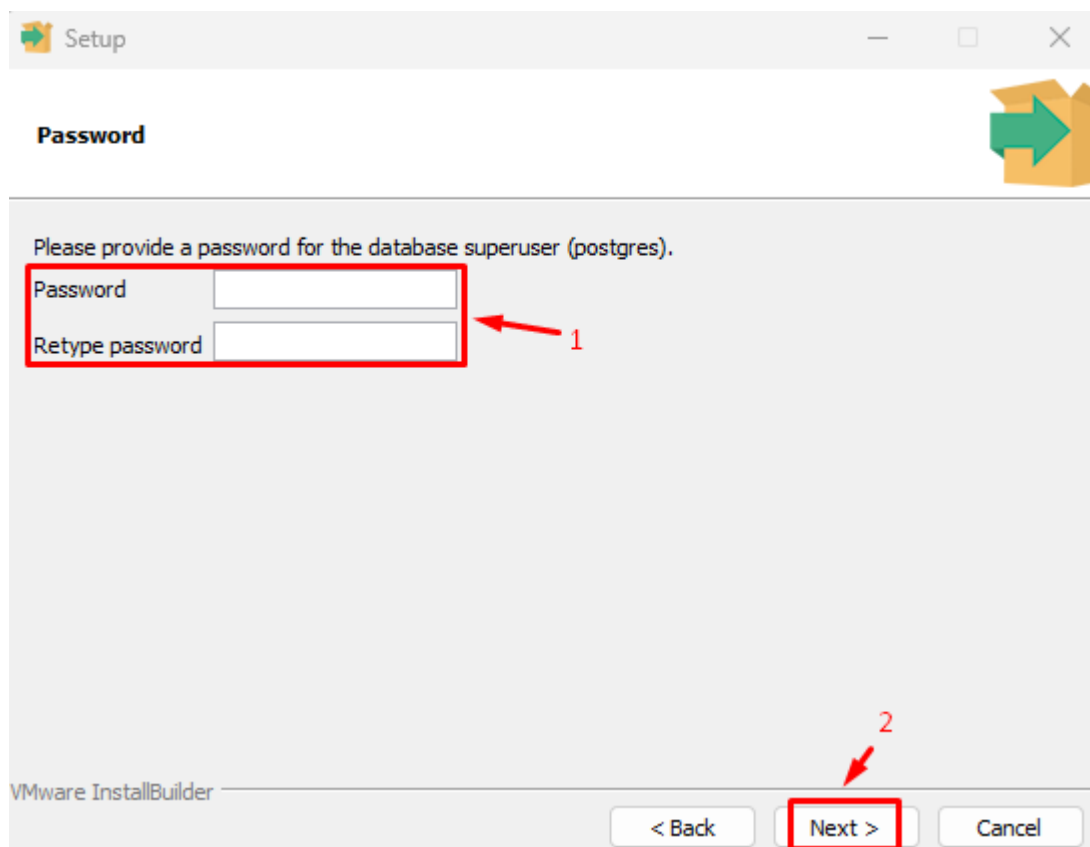 Setup
Password
Please provide a password for the database superuser (postgres).
Password
1
Retype password
2
VMware InstallBuilder
< Back Next > Cancel